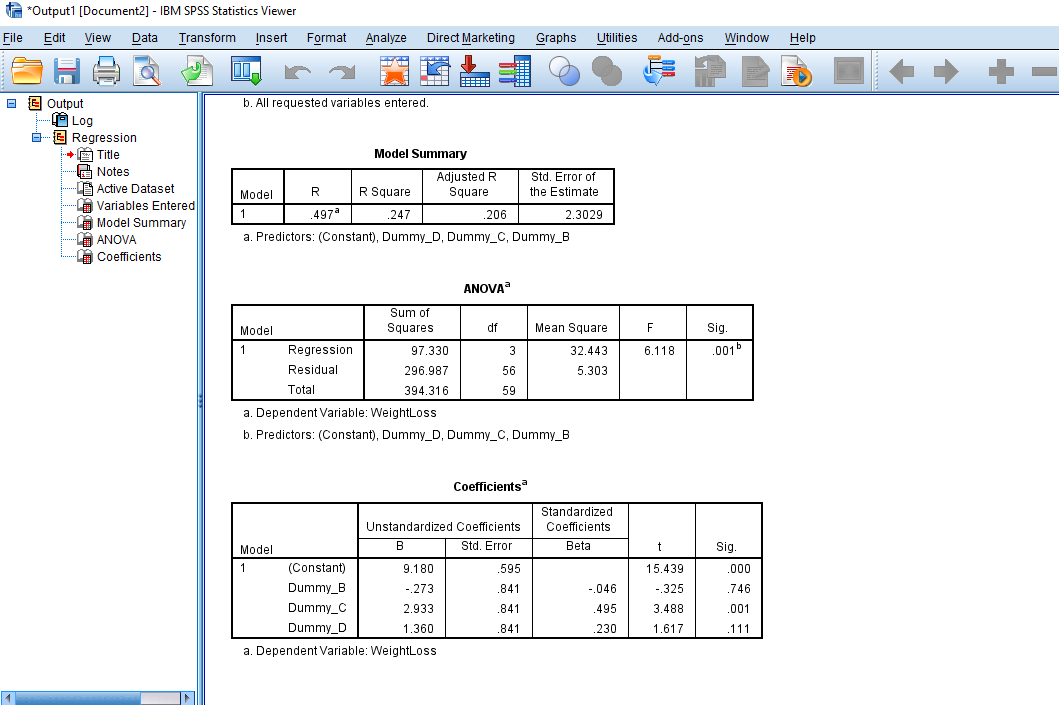 *Output1 [Document2] - IBM SPSS Statistics Viewer
File Edit View Data Transform Insert Format Analyze Direct Marketing Graphs Utilities Add-ons Window Help
Output
Log
Regression
Title
Notes
Active Dataset
Variables Entered
Model Summary
ANOVA
Coefficients
b. All requested variables entered.
Model Summary
Model R R Square Adjusted R Square Std. Error of the Estimate
1 .497a .247 .206 2.3029
a. Predictors: (Constant), Dummy_D, Dummy_C, Dummy_B
ANOVAa
Model Sum of Squares df Mean Square F Sig.
1 Regression 97.330 3 32.443 6.118 .001b
Residual 296.987 56 5.303
Total 394.316 59
a. Dependent Variable: WeightLoss
b. Predictors: (Constant), Dummy_D, Dummy_C, Dummy_B
Coefficientsa
Model Unstandardized Coefficients Standardized Coefficients t Sig.
B Std. Error Beta
1 (Constant) 9.180 .595 15.439 .000
Dummy_B -.273 .841 -.046 -.325 .746
Dummy_C 2.933 .841 .495 3.488 .001
Dummy_D 1.360 .841 .230 1.617 .111
a. Dependent Variable: WeightLoss